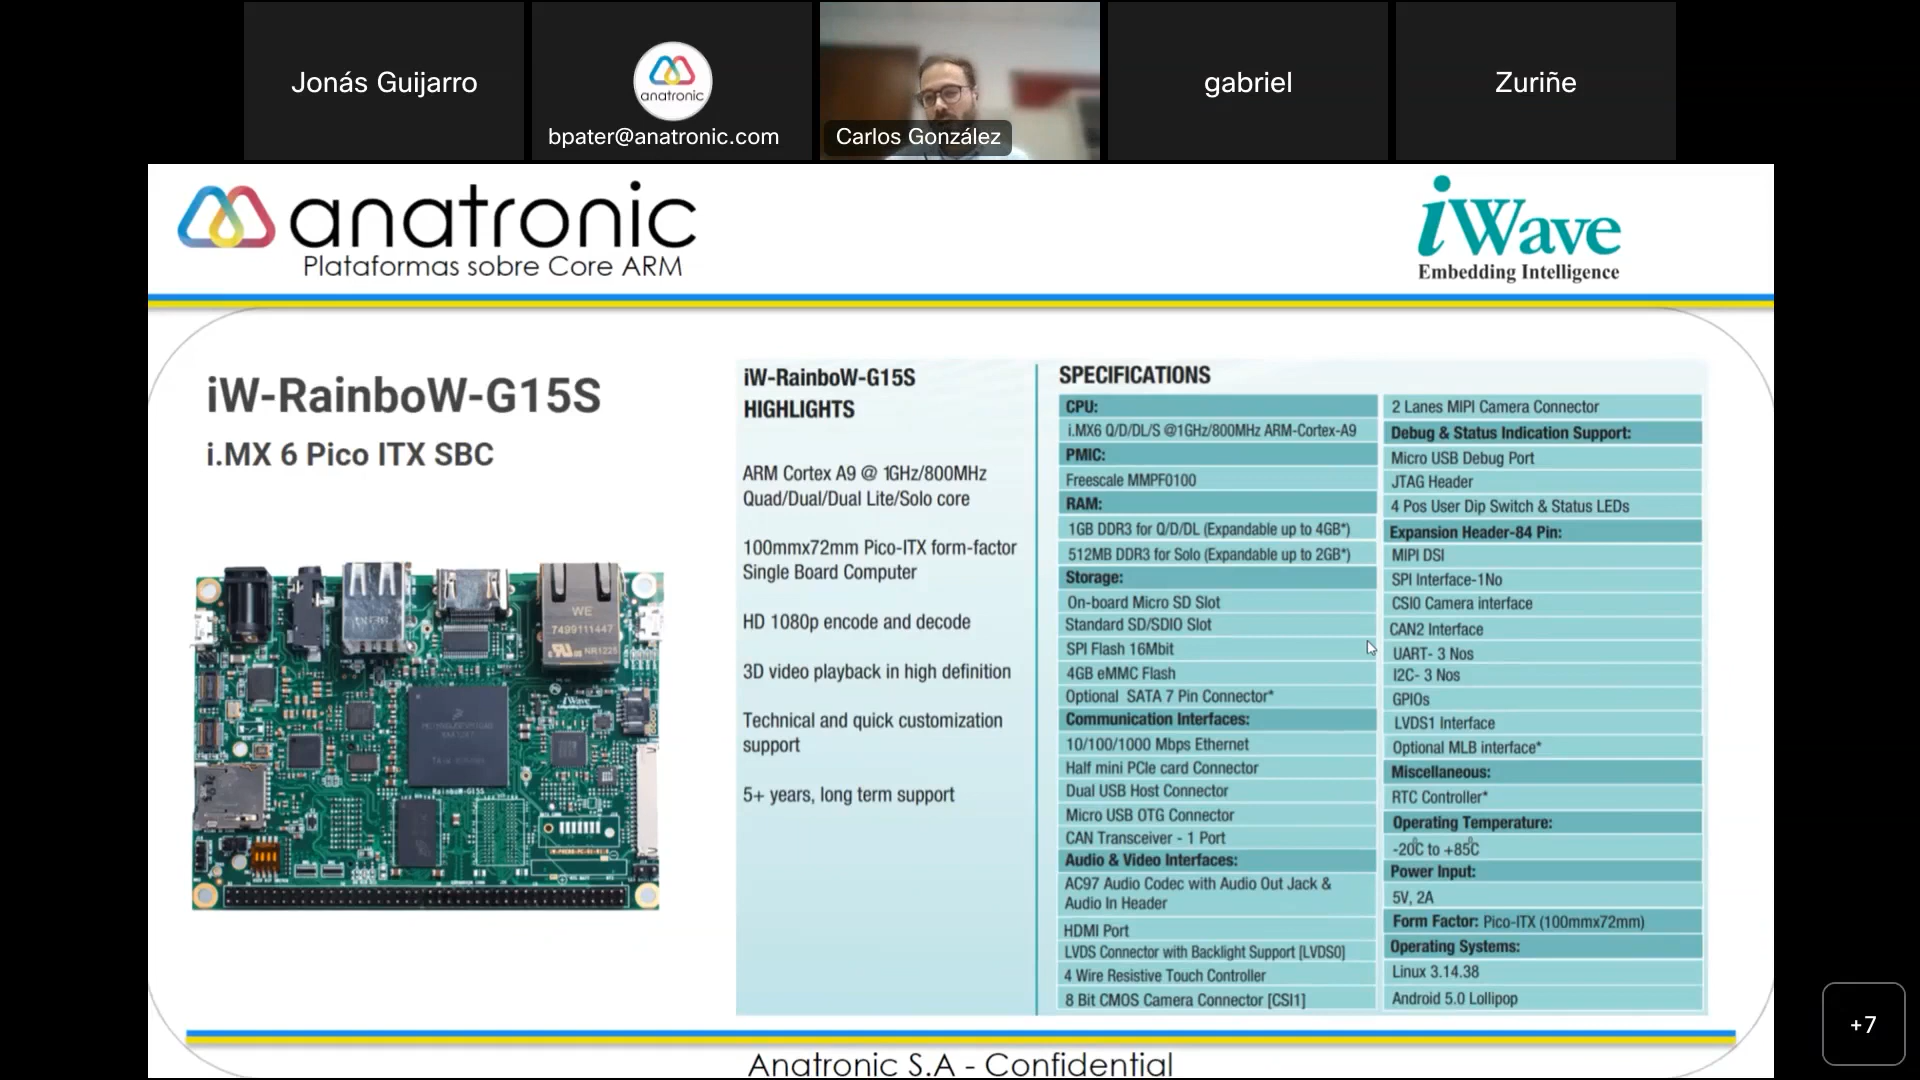 Jonás Guijarro
anatronic
bpater@anatronic.com
Carlos González
gabriel
Zuriñe
anatronic
Plataformas sobre Core ARM
iWave
Embedding Intelligence
iW-RainboW-G15S
i.MX 6 Pico ITX SBC
WE
7499111447
NR1225
iWave
RainboW-G15S
iW-RainboW-G15S
HIGHLIGHTS
ARM Cortex A9 @ 1GHz/800MHz
Quad/Dual/Dual Lite/Solo core
100mmx72mm Pico-ITX form-factor
Single Board Computer
HD 1080p encode and decode
3D video playback in high definition
Technical and quick customization
support
5+ years, long term support
SPECIFICATIONS
CPU:
i.MX6 Q/D/DL/S @1GHz/800MHz ARM-Cortex-A9
PMIC:
Freescale MMPF0100
RAM:
1GB DDR3 for Q/D/DL (Expandable up to 4GB*)
512MB DDR3 for Solo (Expandable up to 2GB*)
Storage:
On-board Micro SD Slot
Standard SD/SDIO Slot
SPI Flash 16Mbit
4GB eMMC Flash
Optional SATA 7 Pin Connector*
Communication Interfaces:
10/100/1000 Mbps Ethernet
Half mini PCIe card Connector
Dual USB Host Connector
Micro USB OTG Connector
CAN Transceiver - 1 Port
Audio & Video Interfaces:
AC97 Audio Codec with Audio Out Jack &
Audio In Header
HDMI Port
LVDS Connector with Backlight Support [LVDS0]
4 Wire Resistive Touch Controller
8 Bit CMOS Camera Connector [CSI1]
2 Lanes MIPI Camera Connector
Debug & Status Indication Support:
Micro USB Debug Port
JTAG Header
4 Pos User Dip Switch & Status LEDs
Expansion Header-84 Pin:
MIPI DSI
SPI Interface-1No
CSI0 Camera interface
CAN2 Interface
UART- 3 Nos
I2C- 3 Nos
GPIOs
LVDS1 Interface
Optional MLB interface*
Miscellaneous:
RTC Controller*
Operating Temperature:
-20°C to +85°C
Power Input:
5V, 2A
Form Factor: Pico-ITX (100mmx72mm)
Operating Systems:
Linux 3.14.38
Android 5.0 Lollipop
Anatronic S.A - Confidential
+7